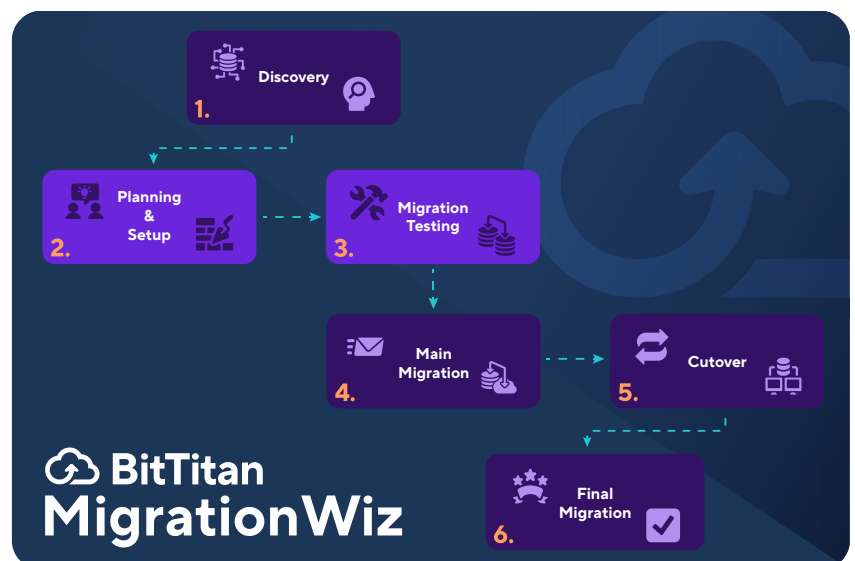 Discovery
1.
Planning
&
Setup
2.
Migration
Testing
3.
Main
Migration
4.
Cutover
5.
Final
Migration
6.
BitTitan
MigrationWiz